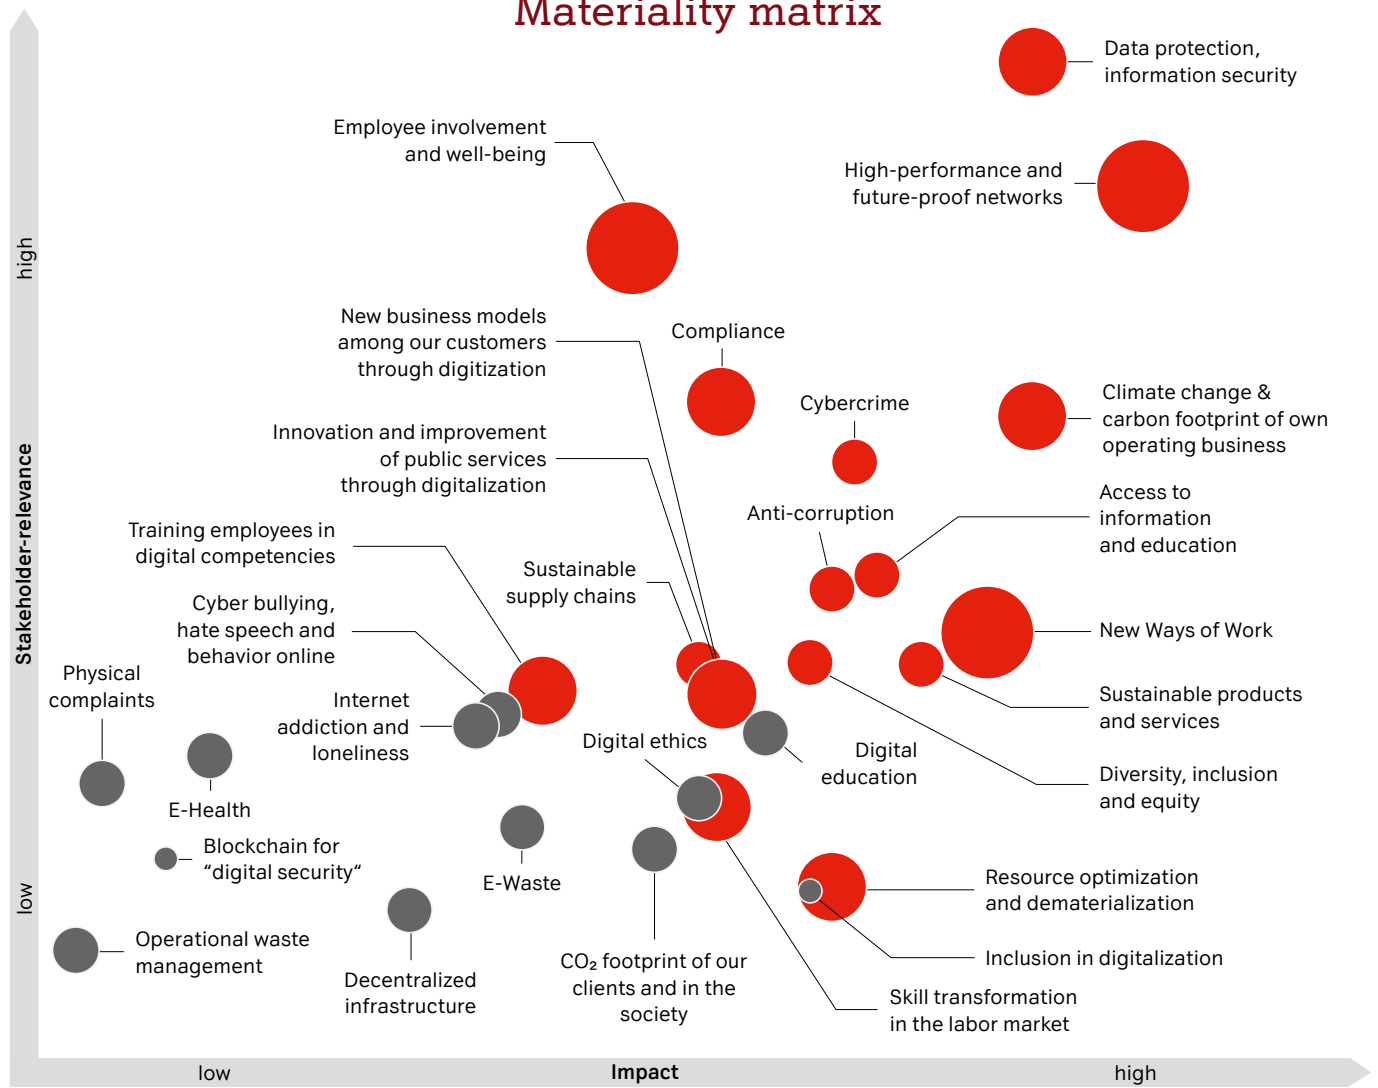 Materiality matrix
Data protection,
information security
Employee involvement
and well-being
High-performance and
future-proof networks
high
New business models
among our customers
through digitization
Compliance
Cybercrime
Climate change &
carbon footprint of own
operating business
Innovation and improvement
of public services
through digitalization
Anti-corruption
Access to
information
and education
Training employees in
digital competencies
Sustainable
supply chains
Stakeholder-relevance
Cyber bullying,
hate speech and
behavior online
New Ways of Work
Physical
complaints
Internet
addiction and
loneliness
Sustainable products
and services
Digital ethics
Digital
education
Diversity, inclusion
and equity
E-Health
Blockchain for
“digital security“
E-Waste
low
Resource optimization
and dematerialization
Operational waste
management
Decentralized
infrastructure
CO₂ footprint of our
clients and in the
society
Inclusion in digitalization
Skill transformation
in the labor market
low
Impact
high